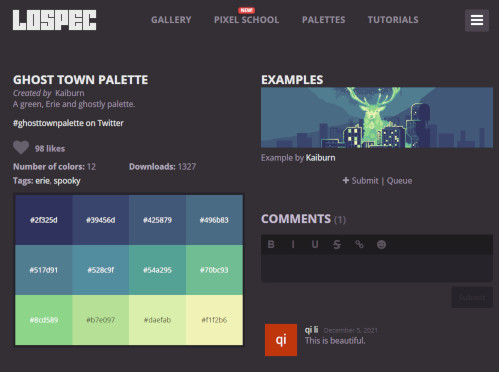 LOSPEC
GALLERY
NEW!
PIXEL SCHOOL
PALETTES
TUTORIALS
GHOST TOWN PALETTE
Created by Kaiburn
A green, Erie and ghostly palette.
#ghosttownpalette on Twitter
98 likes
Number of colors: 12 Downloads: 1327
Tags: erie, spooky
#2f325d #39456d #425879 #496b83
#517d91 #528c9f #54a295 #70bc93
#8cd589 #b7e097 #daefab #f1f2b6
EXAMPLES
Example by Kaiburn
Submit | Queue
COMMENTS (1)
B I U S
Submit
qi
qi li December 5, 2021
This is beautiful.